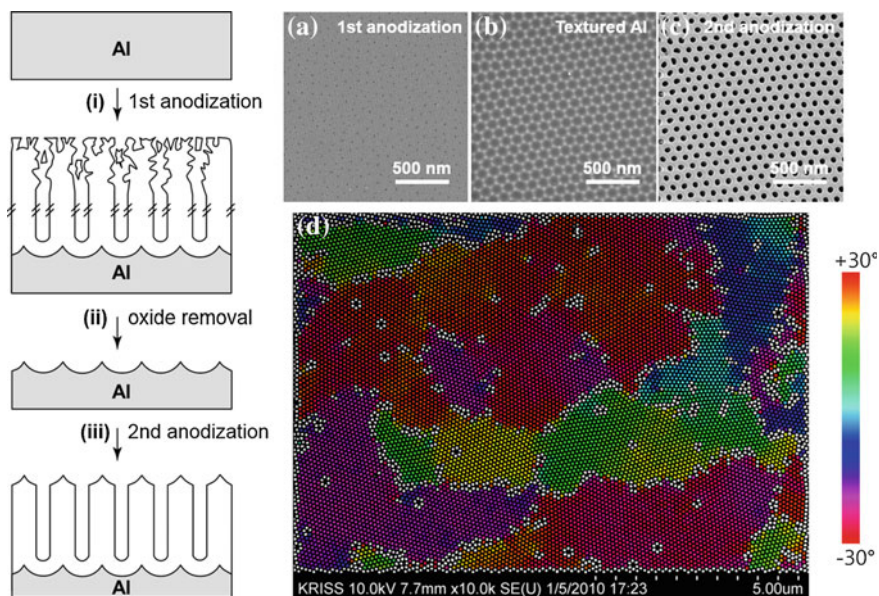 Al
(i) 1st anodization
Al
(ii) oxide removal
Al
(iii) 2nd anodization
Al
(a) 1st anodization
500 nm
(b) Textured Al
500 nm
(c) 2nd anodization
500 nm
(d)
KRISS 10.0kV 7.7mm x10.0k SE(U) 1/5/2010 17:23 5.00um
+30°
-30°